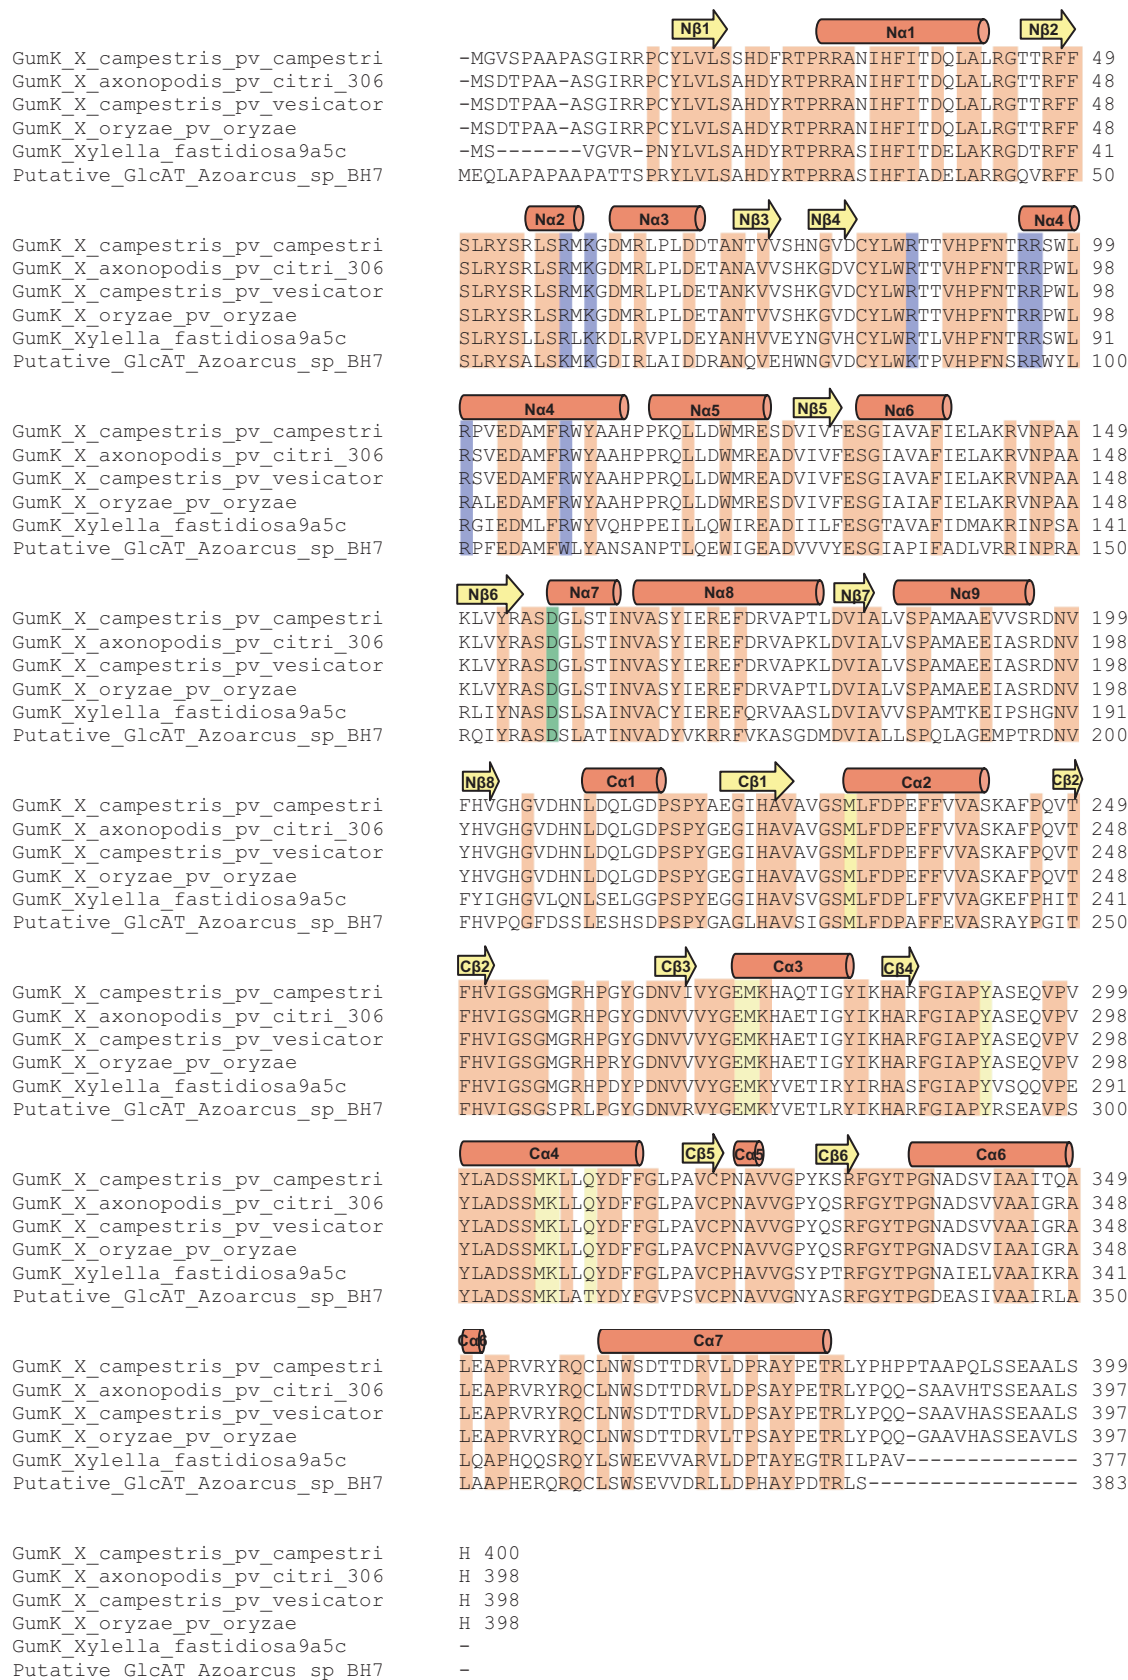 Nβ1 Nα1 Nβ2
GumK_X_campestris_pv_campestri -MGVSPAAPASGIRRPCYLVLSSHDFRTPRRANIHFITDQLALRGTTRFF 49
GumK_X_axonopodis_pv_citri_306 -MSDTPAA-ASGIRRPCYLVLSAHDYRTPRRANIHFITDQLALRGTTRFF 48
GumK_X_campestris_pv_vesicator -MSDTPAA-ASGIRRPCYLVLSAHDYRTPRRANIHFITDQLALRGTTRFF 48
GumK_X_oryzae_pv_oryzae -MSDTPAA-ASGIRRPCYLVLSAHDYRTPRRANIHFITDQLALRGTTRFF 48
GumK_Xylella_fastidiosa9a5c -MS-------VGVR-PNYLVLSAHDYRTPRRASIHFITDELAKRGDTRFF 41
Putative_GlcAT_Azoarcus_sp_BH7 MEQLAPAPAAPATTSPRYLVLSAHDYRTPRRASIHFIADELARRGQVRFF 50
Nα2 Nα3 Nβ3 Nβ4 Nα4
GumK_X_campestris_pv_campestri SLRYSRLSRMKGDMRLPLDDTANTVVSHNGVDCYLWRTTVHPFNTRRSWL 99
GumK_X_axonopodis_pv_citri_306 SLRYSRLSRMKGDMRLPLDETANAVVSHKGDVCYLWRTTVHPFNTRRPWL 98
GumK_X_campestris_pv_vesicator SLRYSRLSRMKGDMRLPLDETANKVVSHKGVDCYLWRTTVHPFNTRRPWL 98
GumK_X_oryzae_pv_oryzae SLRYSRLSRMKGDMRLPLDETANTVVSHNGVDCYLWRTTVHPFNTRRPWL 98
GumK_Xylella_fastidiosa9a5c SLRYSLLSRLKKDLRVPLDEYANHVVEYNGVHCYLWRTLVHPFNTRRSWL 91
Putative_GlcAT_Azoarcus_sp_BH7 SLRYSALSKMKGDIRLAIDDRANQVEHWNGVDCYLWKTPVHPFNSRRWYL 100
Nα4 Nα5 Nβ5 Nα6
GumK_X_campestris_pv_campestri RPVEDAMFRWYAAHPPKQLLDWMRESDVIVFESGIAVAFIELAKRVNPAA 149
GumK_X_axonopodis_pv_citri_306 RSVEDAMFRWYAAHPPRQLLDWMREADVIVFESGIAVAFIELAKRVNPAA 148
GumK_X_campestris_pv_vesicator RSVEDAMFRWYAAHPPRQLLDWMREADVIVFESGIAVAFIELAKRVNPAA 148
GumK_X_oryzae_pv_oryzae RALEDAMFRWYAAHPPRQLLDWMRESDVIVFESGIAIAFIELAKRVNPAA 148
GumK_Xylella_fastidiosa9a5c RGIEDMLFRWYVQHPPEILLQWIREADIILFESGTAVAFIDMAKRINPSA 141
Putative_GlcAT_Azoarcus_sp_BH7 RPFEDAMFWLYANSANPTLQEWIGEADVVVYESGIAPIFADLVRRINPRA 150
Nβ6 Nα7 Nα8 Nβ7 Nα9
GumK_X_campestris_pv_campestri KLVYRASDGLSTINVASYIEREFDRVAPTLDVIALVSPAMAAEVVSRDNV 199
GumK_X_axonopodis_pv_citri_306 KLVYRASDGLSTINVASYIEREFDRVAPKLDVIALVSPAMAEEIASRDNV 198
GumK_X_campestris_pv_vesicator KLVYRASDGLSTINVASYIEREFDRVAPKLDVIALVSPAMAEEIASRDNV 198
GumK_X_oryzae_pv_oryzae KLVYRASDGLSTINVASYIEREFDRVAPTLDVIALVSPAMAEEIASRDNV 198
GumK_Xylella_fastidiosa9a5c RLIYNASDSLSAINVACYIEREFQRVAASLDVIAVVSPAMTKEIPSHGNV 191
Putative_GlcAT_Azoarcus_sp_BH7 RQIYRASDSLATINVADYVKRRFVKASGDMDVIALLSPQLAGEMPTRDNV 200
Nβ8 Cα1 Cβ1 Cα2 Cβ2
GumK_X_campestris_pv_campestri FHVGHGVDHNLDQLGDPSPYAEGIHAVAVGSMLFDPEFFVVASKAFPQVT 249
GumK_X_axonopodis_pv_citri_306 YHVGHGVDHNLDQLGDPSPYGEGIHAVAVGSMLFDPEFFVVASKAFPQVT 248
GumK_X_campestris_pv_vesicator YHVGHGVDHNLDQLGDPSPYGEGIHAVAVGSMLFDPEFFVVASKAFPQVT 248
GumK_X_oryzae_pv_oryzae YHVGHGVDHNLDQLGDPSPYGEGIHAVAVGSMLFDPEFFVVASKAFPQVT 248
GumK_Xylella_fastidiosa9a5c FYIGHGVLQNLSELGGPSPYEGGIHAVSVGSMLFDPLFFVVAGKEFPHIT 241
Putative_GlcAT_Azoarcus_sp_BH7 FHVPQGFDSSLESHSDPSPYGAGLHAVSIGSMLFDPAFFEVASRAYPGIT 250
Cβ2 Cβ3 Cα3 Cβ4
GumK_X_campestris_pv_campestri FHVIGSGMGRHPGYGDNVIVYGEMKHAQTIGYIKHARFGIAPYASEQVPV 299
GumK_X_axonopodis_pv_citri_306 FHVIGSGMGRHPGYGDNVVVYGEMKHAETIGYIKHARFGIAPYASEQVPV 298
GumK_X_campestris_pv_vesicator FHVIGSGMGRHPGYGDNVVVYGEMKHAETIGYIKHARFGIAPYASEQVPV 298
GumK_X_oryzae_pv_oryzae FHVIGSGMGRHPRYGDNVVVYGEMKHAETIGYIKHARFGIAPYASEQVPV 298
GumK_Xylella_fastidiosa9a5c FHVIGSGMGRHPDYPDNVVVYGEMKYVETIRYIRHASFGIAPYVSQQVPE 291
Putative_GlcAT_Azoarcus_sp_BH7 FHVIGSGSPRLPGYGDNVRVYGEMKYVETLRYIKHARFGIAPYRSEAVPS 300
Cα4 Cβ5 Cα5 Cβ6 Cα6
GumK_X_campestris_pv_campestri YLADSSMKLLQYDFFGLPAVCPNAVVGPYKSRFGYTPGNADSVIAAITQA 349
GumK_X_axonopodis_pv_citri_306 YLADSSMKLLQYDFFGLPAVCPNAVVGPYQSRFGYTPGNADSVIAAIGRA 348
GumK_X_campestris_pv_vesicator YLADSSMKLLQYDFFGLPAVCPNAVVGPYQSRFGYTPGNADSVVAAIGRA 348
GumK_X_oryzae_pv_oryzae YLADSSMKLLQYDFFGLPAVCPNAVVGPYQSRFGYTPGNADSVIAAIGRA 348
GumK_Xylella_fastidiosa9a5c YLADSSMKLLQYDFFGLPAVCPHAVVGSYPTRFGYTPGNAIELVAAIKRA 341
Putative_GlcAT_Azoarcus_sp_BH7 YLADSSMKLATYDYFGVPSVCPNAVVGNYASRFGYTPGDEASIVAAIRLA 350
Cα6 Cα7
GumK_X_campestris_pv_campestri LEAPRVRYRQCLNWSDTTDRVLDPRAYPETRLYPHPPTAAPQLSSEAALS 399
GumK_X_axonopodis_pv_citri_306 LEAPRVRYRQCLNWSDTTDRVLDPSAYPETRLYPQQ-SAAVHTSSEAALS 397
GumK_X_campestris_pv_vesicator LEAPRVRYRQCLNWSDTTDRVLDPSAYPETRLYPQQ-SAAVHASSEAALS 397
GumK_X_oryzae_pv_oryzae LEAPRVRYRQCLNWSDTTDRVLTPSAYPETRLYPQQ-GAAVHASSEAVLS 397
GumK_Xylella_fastidiosa9a5c LQAPHQQSRQYLSWEEVVARVLDPTAYEGTRILPAV-------------- 377
Putative_GlcAT_Azoarcus_sp_BH7 LAAPHERQRQCLSWSEVVDRLLDPHAYPDTRLS----------------- 383
GumK_X_campestris_pv_campestri H 400
GumK_X_axonopodis_pv_citri_306 H 398
GumK_X_campestris_pv_vesicator H 398
GumK_X_oryzae_pv_oryzae H 398
GumK_Xylella_fastidiosa9a5c -
Putative_GlcAT_Azoarcus_sp_BH7 -